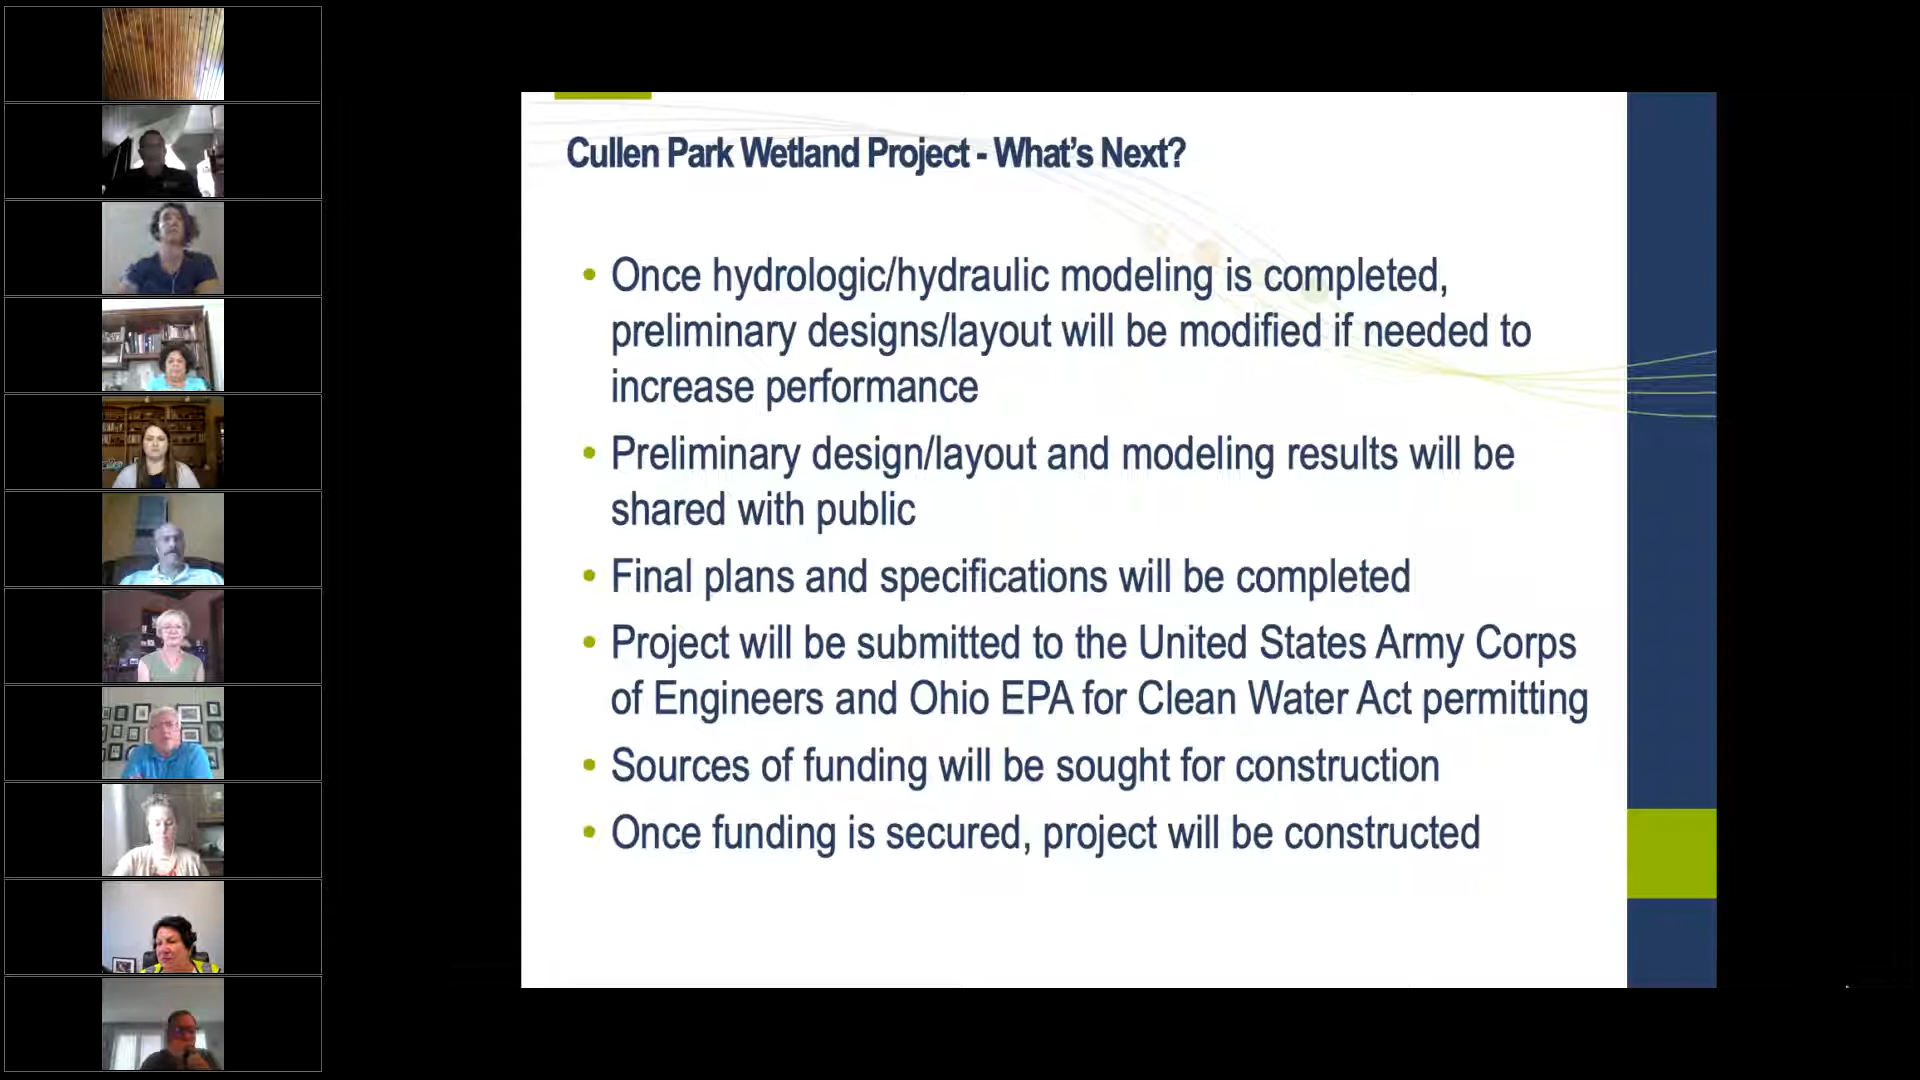 Cullen Park Wetland Project - What's Next?
• Once hydrologic/hydraulic modeling is completed,
preliminary designs/layout will be modified if needed to
increase performance
• Preliminary design/layout and modeling results will be
shared with public
• Final plans and specifications will be completed
• Project will be submitted to the United States Army Corps
of Engineers and Ohio EPA for Clean Water Act permitting
• Sources of funding will be sought for construction
• Once funding is secured, project will be constructed